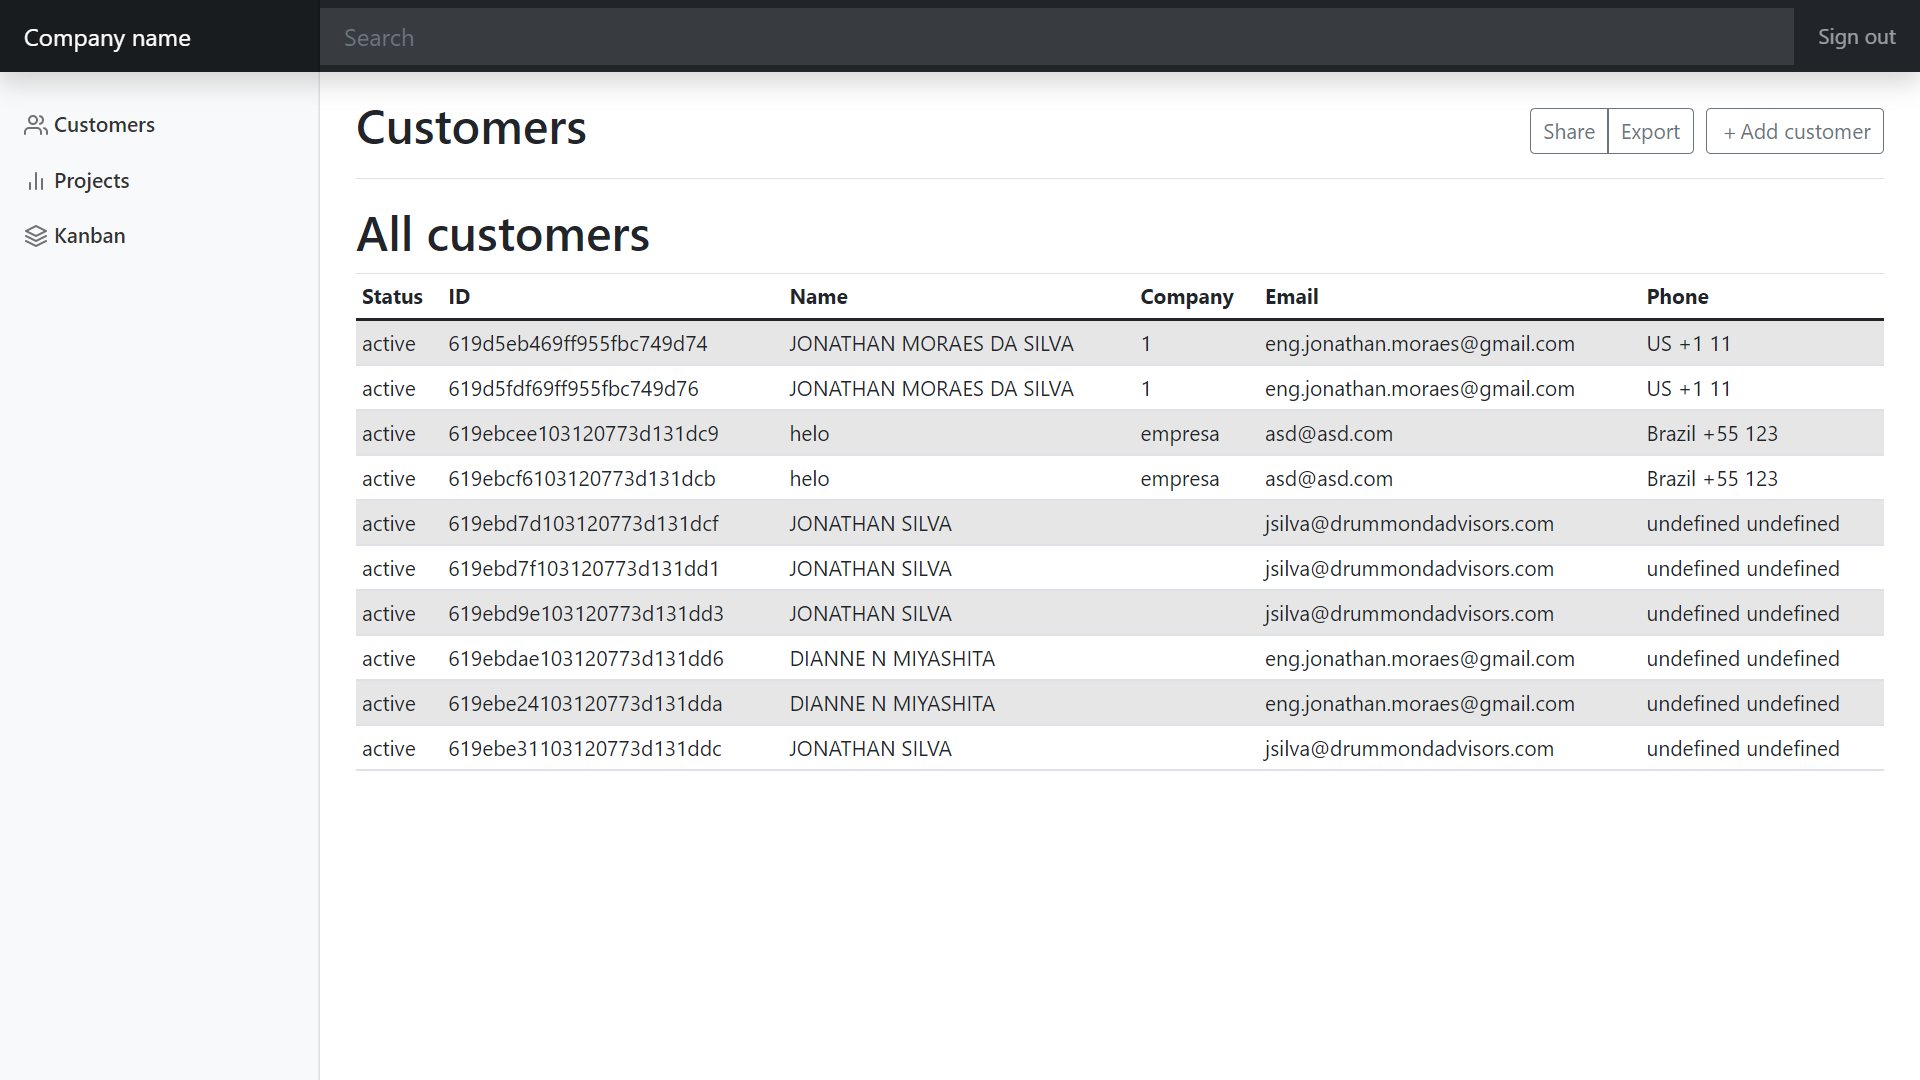 Company name
Search
Sign out
Customers
Projects
Kanban
Customers
Share
Export
+ Add customer
All customers
Status ID Name Company Email Phone
active 619d5eb469ff955fbc749d74 JONATHAN MORAES DA SILVA 1 eng.jonathan.moraes@gmail.com US +1 11
active 619d5fdf69ff955fbc749d76 JONATHAN MORAES DA SILVA 1 eng.jonathan.moraes@gmail.com US +1 11
active 619ebcee103120773d131dc9 helo empresa asd@asd.com Brazil +55 123
active 619ebcf6103120773d131dcb helo empresa asd@asd.com Brazil +55 123
active 619ebd7d103120773d131dcf JONATHAN SILVA jsilva@drummondadvisors.com undefined undefined
active 619ebd7f103120773d131dd1 JONATHAN SILVA jsilva@drummondadvisors.com undefined undefined
active 619ebd9e103120773d131dd3 JONATHAN SILVA jsilva@drummondadvisors.com undefined undefined
active 619ebdae103120773d131dd6 DIANNE N MIYASHITA eng.jonathan.moraes@gmail.com undefined undefined
active 619ebe24103120773d131dda DIANNE N MIYASHITA eng.jonathan.moraes@gmail.com undefined undefined
active 619ebe31103120773d131ddc JONATHAN SILVA jsilva@drummondadvisors.com undefined undefined